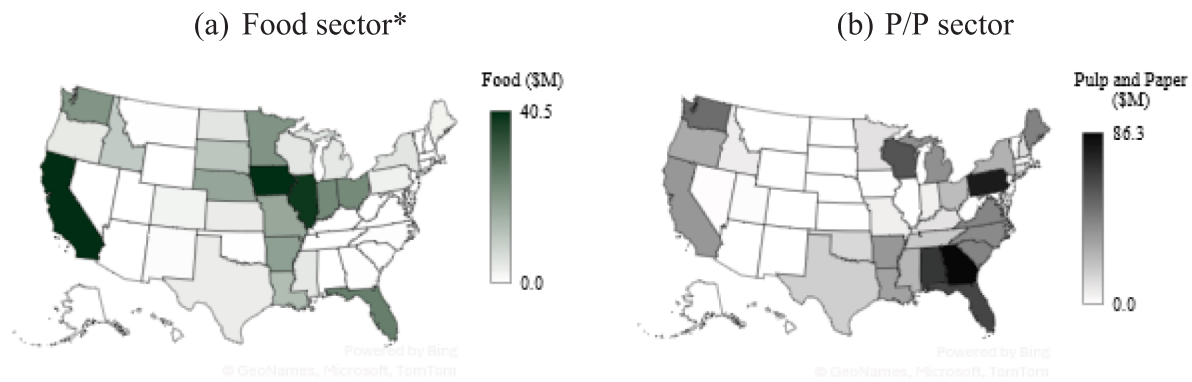 (a) Food sector*
(b) P/P sector
Food ($M)
40.5
0.0
Powered by Bing
© GeoNames, Microsoft, TomTom
Pulp and Paper
($M)
86.3
0.0
Powered by Bing
© GeoNames, Microsoft, TomTom